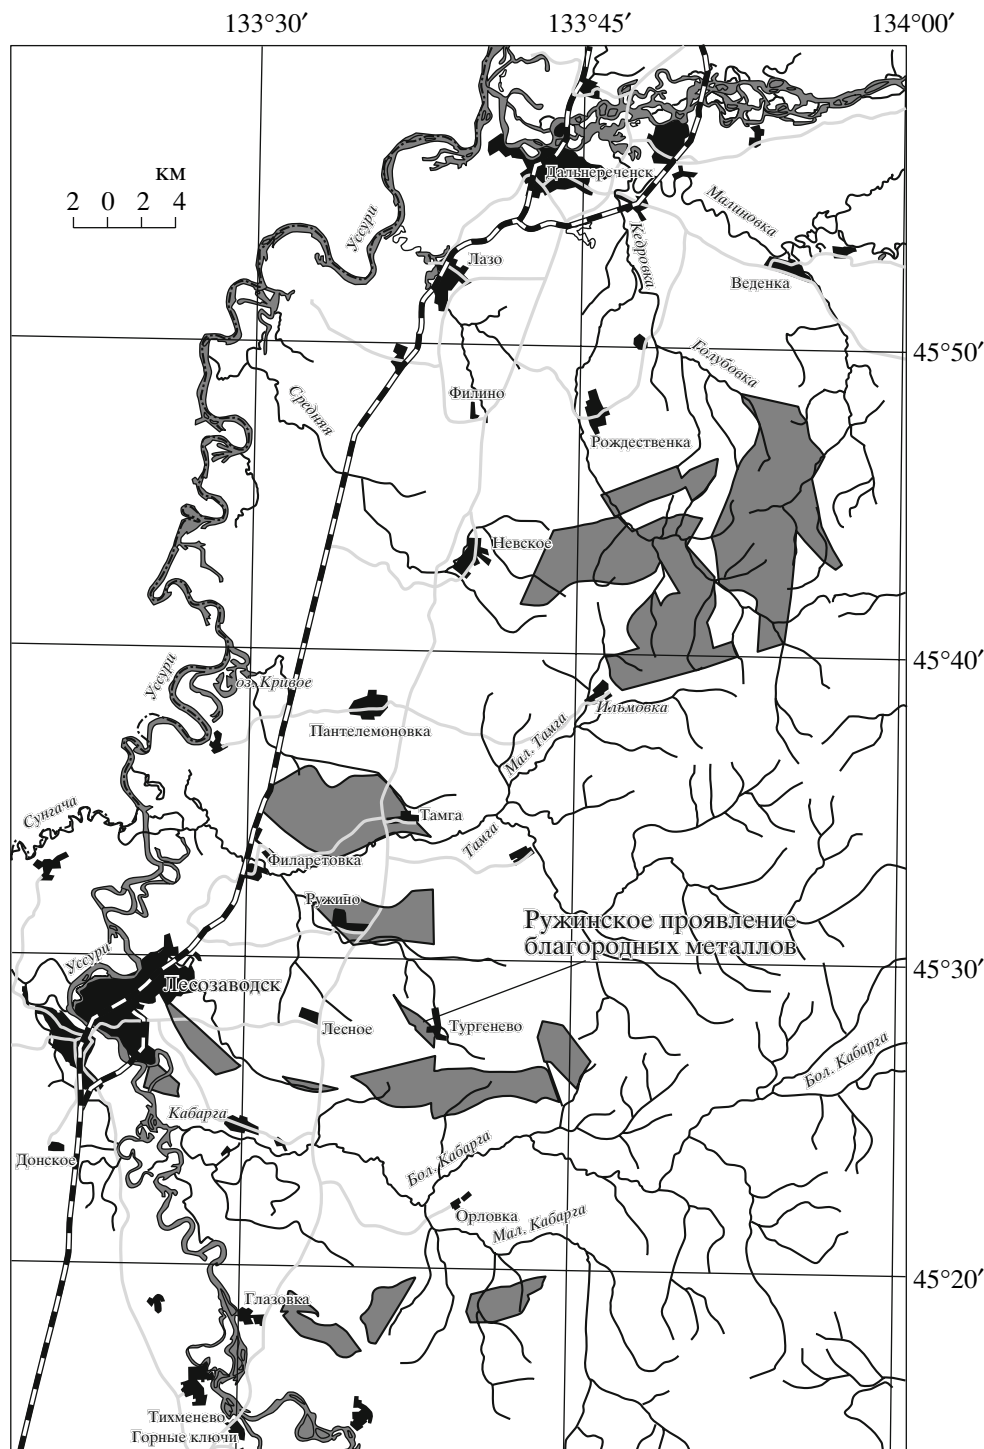 133°30′ 133°45′ 134°00′
км
2 0 2 4
Дальнереченск
Малиновка
Уссури
Кедровка
Лазо
Веденка
45°50′
Голубовка
Филино
Средняя
Рождественка
Невское
45°40′
Уссури
оз. Кривое
Ильмовка
Пантелемоновка
Мал. Тамга
Сунгача
Тамга
Тамга
Филаретовка
Ружино
Ружинское проявление
благородных металлов
Уссури
45°30′
Лесозаводск
Лесное
Тургенево
Бол. Кабарга
Кабарга
Донское
Бол. Кабарга
Орловка
Мал. Кабарга
45°20′
Глазовка
Тихменево
Горные ключи